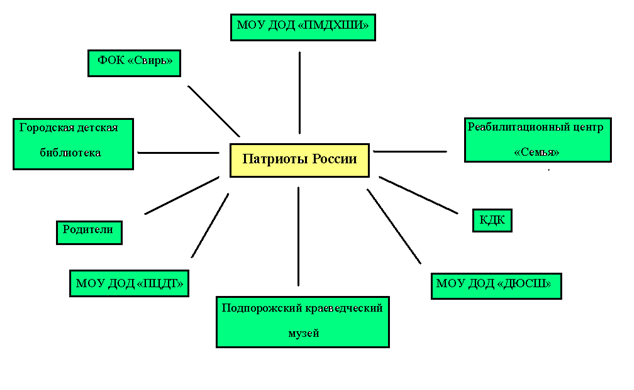 МОУ ДОД «ПМДХШИ»
ФОК «Свирь»
Городская детская
библиотека
Реабилитационный центр
«Семья»
Патриоты России
Родители
КДК
МОУ ДОД «ПЦДТ»
МОУ ДОД «ДЮСШ»
Подпорожский краеведческий
музей